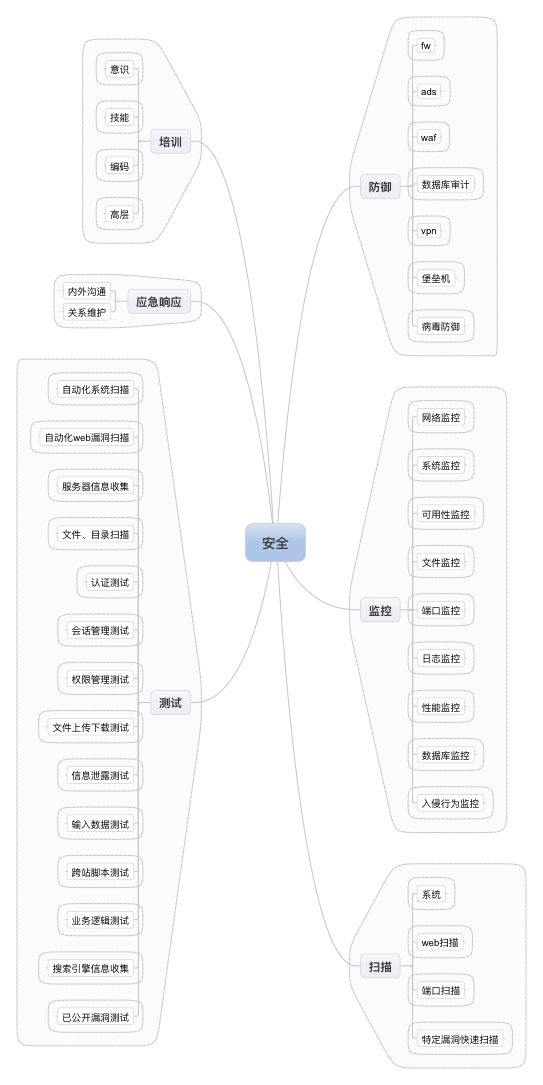 安全
防御
fw
ads
waf
数据库审计
vpn
堡垒机
病毒防御
监控
网络监控
系统监控
可用性监控
文件监控
端口监控
日志监控
性能监控
数据库监控
入侵行为监控
扫描
系统
web扫描
端口扫描
特定漏洞快速扫描
培训
意识
技能
编码
高层
应急响应
内外沟通
关系维护
测试
自动化系统扫描
自动化web漏洞扫描
服务器信息收集
文件、目录扫描
认证测试
会话管理测试
权限管理测试
文件上传下载测试
信息泄露测试
输入数据测试
跨站脚本测试
业务逻辑测试
搜索引擎信息收集
已公开漏洞测试